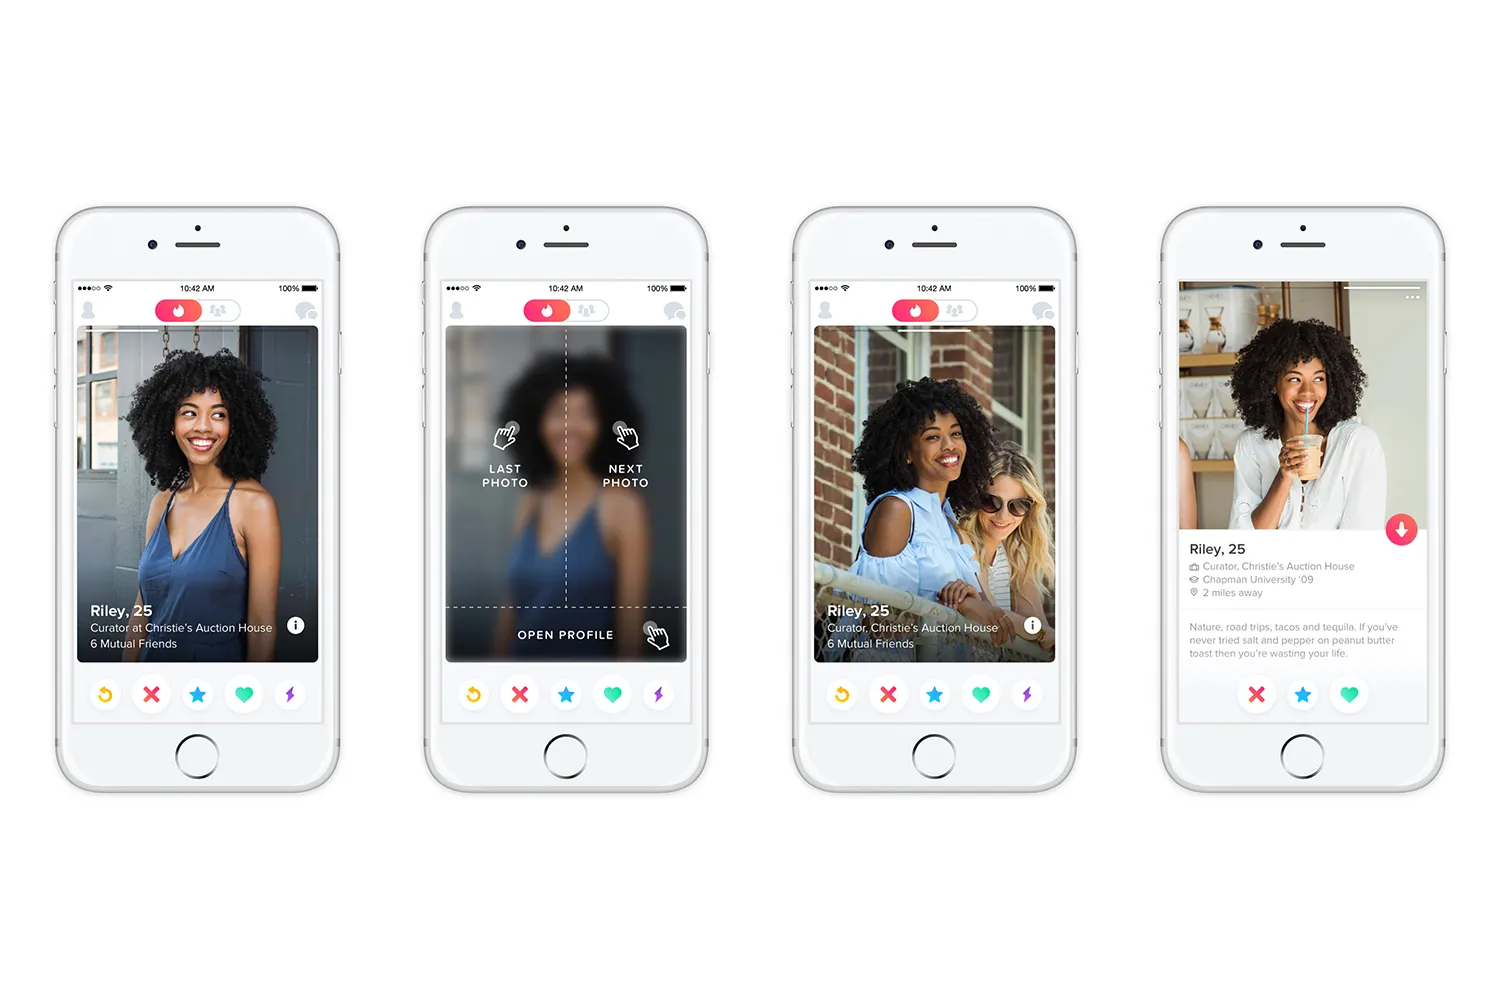 10:42 AM
100%
Riley, 25
Curator at Christie's Auction House
6 Mutual Friends
10:42 AM
100%
LAST
PHOTO
NEXT
PHOTO
OPEN PROFILE
10:42 AM
100%
Riley, 25
Curator, Christie's Auction House
6 Mutual Friends
Riley, 25
Curator, Christie's Auction House
Chapman University '09
2 miles away
Nature, road trips, tacos and tequila. If you've
never tried salt and pepper on peanut butter
toast then you're wasting your life.